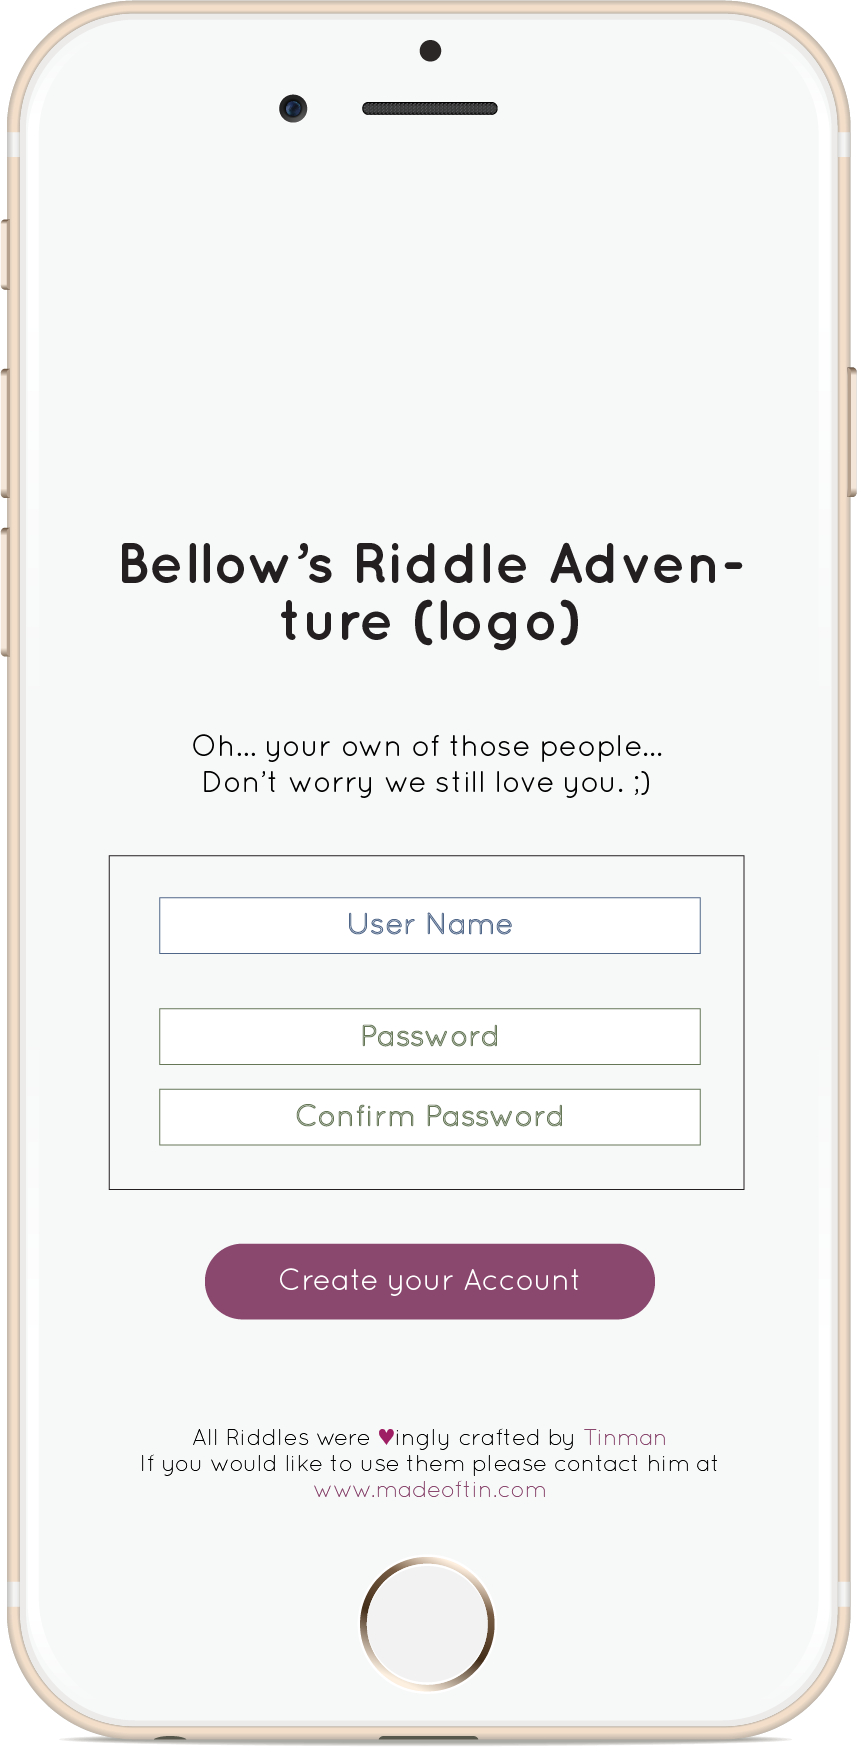 Bellow’s Riddle Adven-
ture (logo)
Oh... your own of those people...
Don’t worry we still love you. ;)
User Name
Password
Confirm Password
Create your Account
All Riddles were ♥ingly crafted by Tinman
If you would like to use them please contact him at
www.madeoftin.com